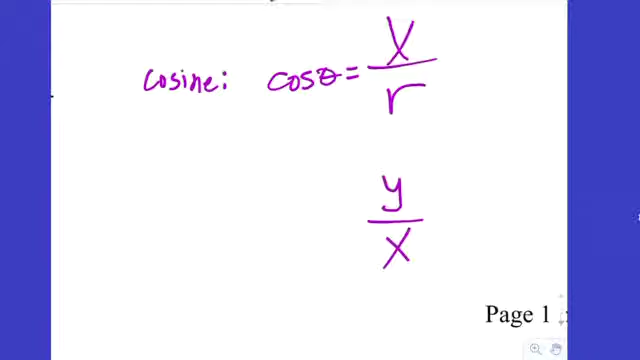 cosine: cosθ = x/r
y/x
Page 1